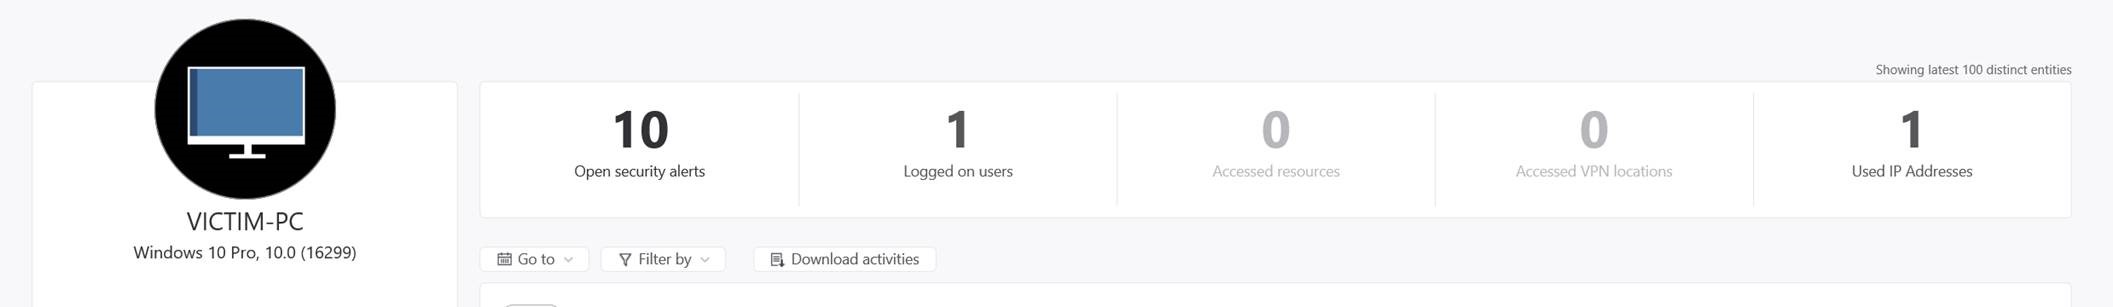 Showing latest 100 distinct entities
VICTIM-PC
Windows 10 Pro, 10.0 (16299)
10
Open security alerts
1
Logged on users
0
Accessed resources
0
Accessed VPN locations
1
Used IP Addresses
Go to
Filter by
Download activities